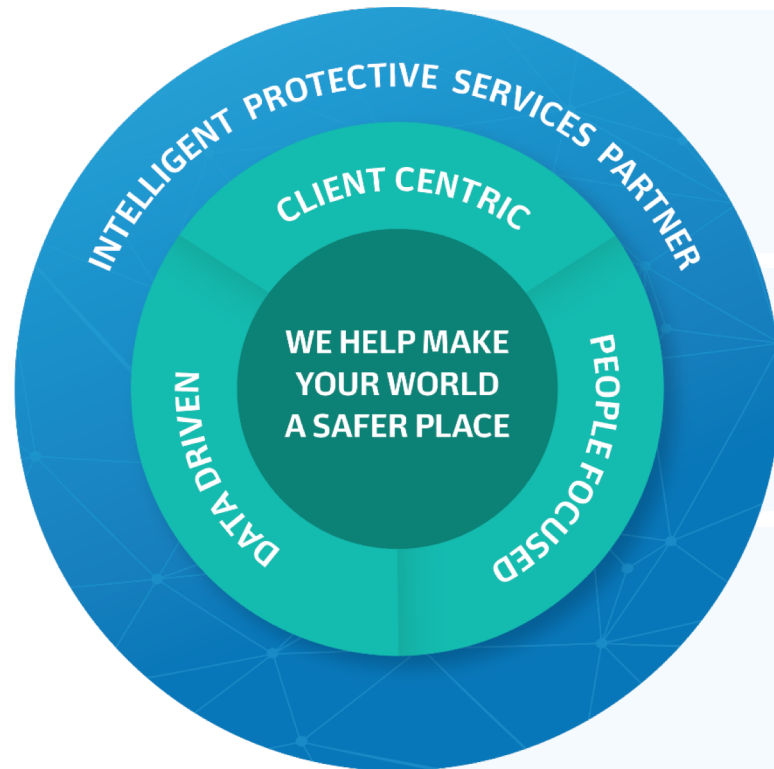 INTELLIGENT PROTECTIVE SERVICES PARTNER
CLIENT CENTRIC
WE HELP MAKE
YOUR WORLD
A SAFER PLACE
DATA DRIVEN
PEOPLE FOCUSED